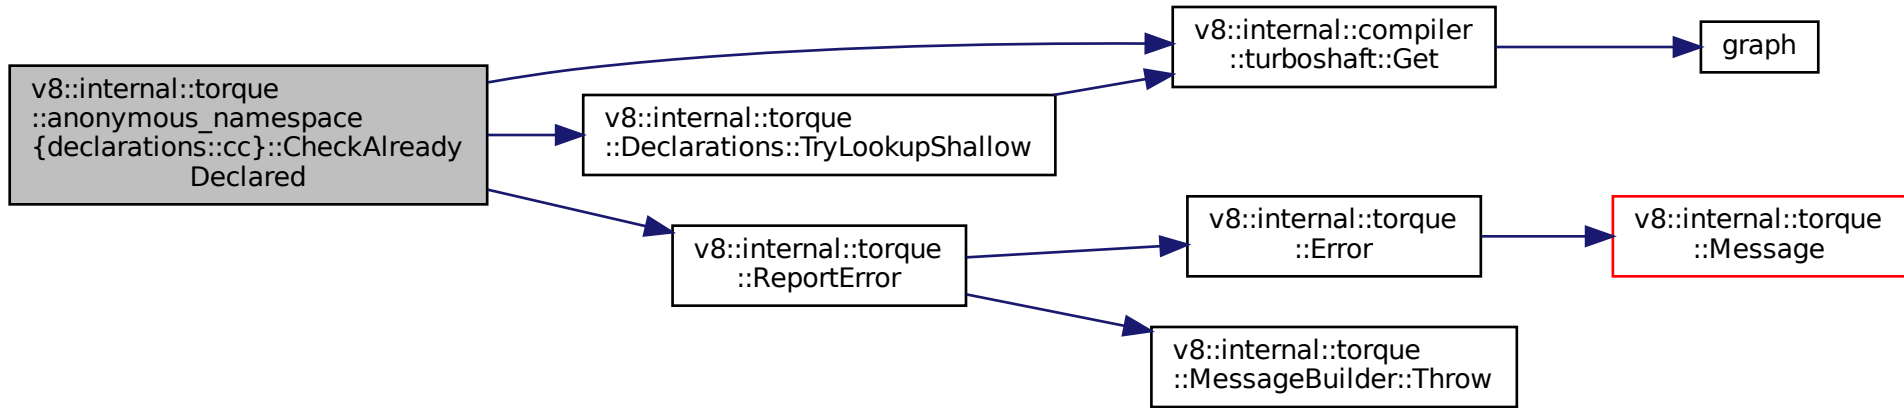 v8::internal::torque
::anonymous_namespace
{declarations::cc}::CheckAlready
Declared
v8::internal::compiler
::turboshaft::Get
graph
v8::internal::torque
::Declarations::TryLookupShallow
v8::internal::torque
::ReportError
v8::internal::torque
::Error
v8::internal::torque
::Message
v8::internal::torque
::MessageBuilder::Throw